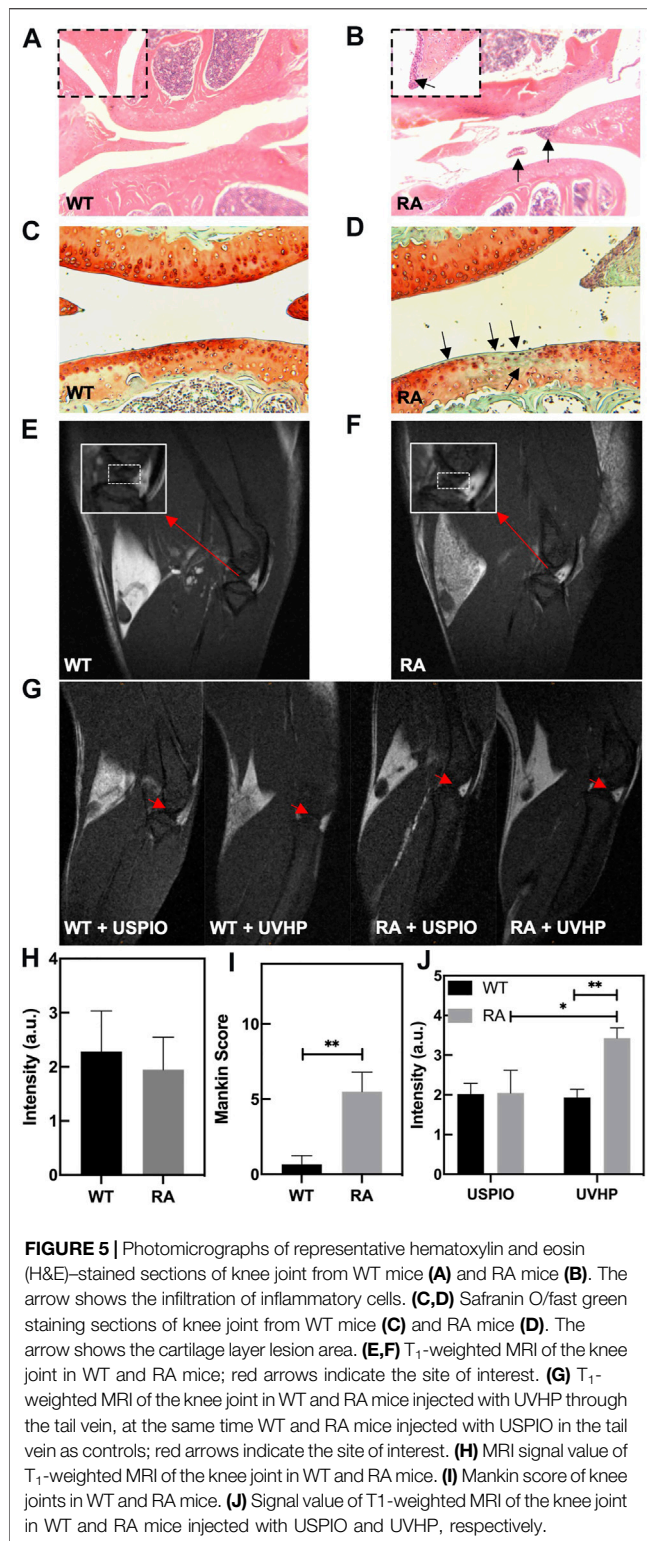 A
WT
B
RA
C
WT
D
RA
E
WT
F
RA
G
WT + USPIO
WT + UVHP
RA + USPIO
RA + UVHP
H
4
3
2
1
0
Intensity (a.u.)
WT
RA
I
10
5
0
Mankin Score
**
WT
RA
J
WT
RA
**
*
5
4
3
2
1
0
Intensity (a.u.)
USPIO
UVHP
FIGURE 5 | Photomicrographs of representative hematoxylin and eosin
(H&E)–stained sections of knee joint from WT mice (A) and RA mice (B). The
arrow shows the infiltration of inflammatory cells. (C,D) Safranin O/fast green
staining sections of knee joint from WT mice (C) and RA mice (D). The
arrow shows the cartilage layer lesion area. (E,F) T₁-weighted MRI of the knee
joint in WT and RA mice; red arrows indicate the site of interest. (G) T₁-
weighted MRI of the knee joint in WT and RA mice injected with UVHP through
the tail vein, at the same time WT and RA mice injected with USPIO in the tail
vein as controls; red arrows indicate the site of interest. (H) MRI signal value of
T₁-weighted MRI of the knee joint in WT and RA mice. (I) Mankin score of knee
joints in WT and RA mice. (J) Signal value of T1-weighted MRI of the knee joint
in WT and RA mice injected with USPIO and UVHP, respectively.